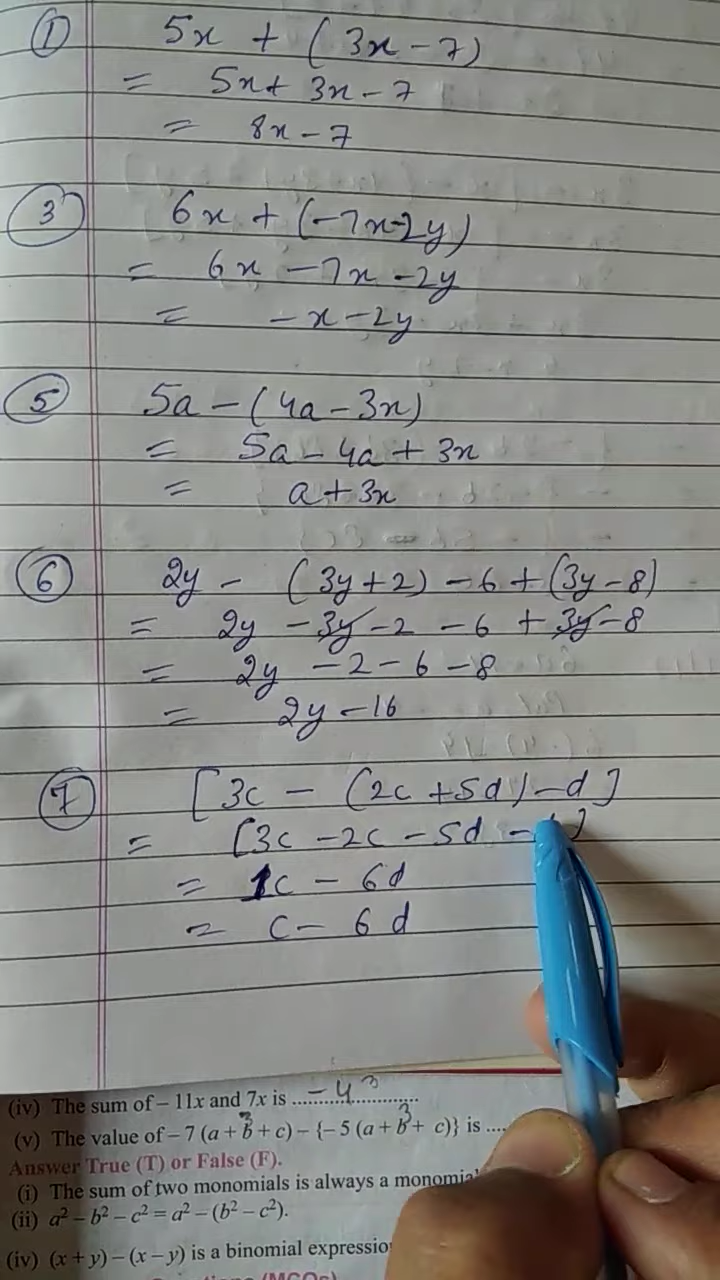 ① 5x + (3x - 7)
= 5x + 3x - 7
= 8x - 7
③ 6x + (-7x - 2y)
= 6x - 7x - 2y
= -x - 2y
⑤ 5a - (4a - 3x)
= 5a - 4a + 3x
= a + 3x
⑥ 2y - (3y + 2) - 6 + (3y - 8)
= 2y - 3y - 2 - 6 + 3y - 8
= 2y - 2 - 6 - 8
= 2y - 16
⑦ [3c - (2c + 5d) - d]
= [3c - 2c - 5d - ]
= 1c - 6d
= c - 6d
(iv) The sum of – 11x and 7x is ..........
(v) The value of – 7 (a + b + c) – {– 5 (a + b + c)} is ....
Answer True (T) or False (F).
(i) The sum of two monomials is always a
(ii) a² – b² – c² = a² – (b² – c²).
(iv) (x + y) – (x – y) is a binomial
(MCQs)